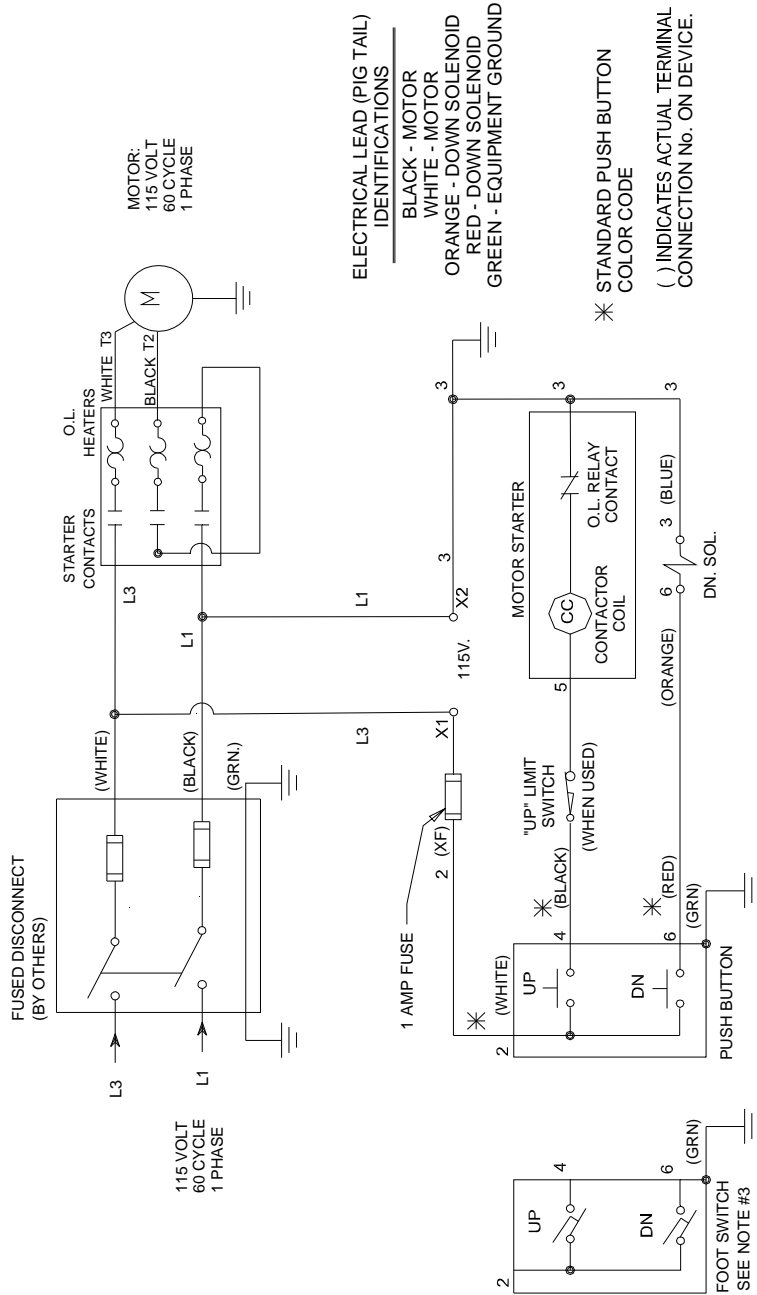 FUSED DISCONNECT
(BY OTHERS)
L3
L1
115 VOLT
60 CYCLE
1 PHASE
(WHITE)
(BLACK)
(GRN.)
L3
L1
STARTER
CONTACTS
O.L.
HEATERS
WHITE T3
BLACK T2
M
MOTOR:
115 VOLT
60 CYCLE
1 PHASE
L3
L1
X1
115V.
X2
3
3
1 AMP FUSE
2 (XF)
ELECTRICAL LEAD (PIG TAIL)
IDENTIFICATIONS
BLACK - MOTOR
WHITE - MOTOR
ORANGE - DOWN SOLENOID
RED - DOWN SOLENOID
GREEN - EQUIPMENT GROUND
2
UP
4
DN
6
(GRN)
FOOT SWITCH
SEE NOTE #3
2
(WHITE)
UP
4
(BLACK)
DN
6
(RED)
(GRN)
PUSH BUTTON
"UP" LIMIT
SWITCH
(WHEN USED)
5
MOTOR STARTER
CC
CONTACTOR
COIL
O.L. RELAY
CONTACT
3
(ORANGE)
6
3
(BLUE)
3
DN. SOL.
STANDARD PUSH BUTTON
COLOR CODE
( ) INDICATES ACTUAL TERMINAL
CONNECTION No. ON DEVICE.